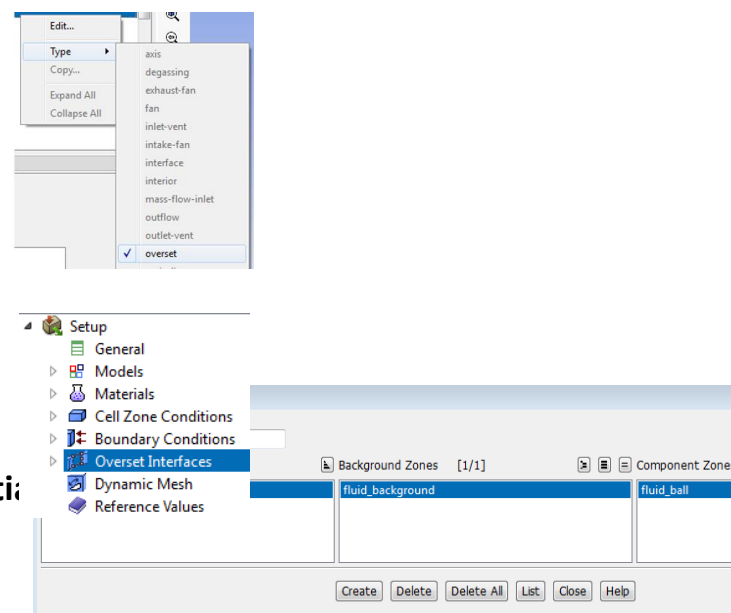 Edit...
Type
Copy...
Expand All
Collapse All
axis
degassing
exhaust-fan
fan
inlet-vent
intake-fan
interface
interior
mass-flow-inlet
outflow
outlet-vent
overset
Setup
General
Models
Materials
Cell Zone Conditions
Boundary Conditions
Overset Interfaces
Dynamic Mesh
Reference Values
Background Zones [1/1]
Component Zone
fluid_background
fluid_ball
Create Delete Delete All List Close Help